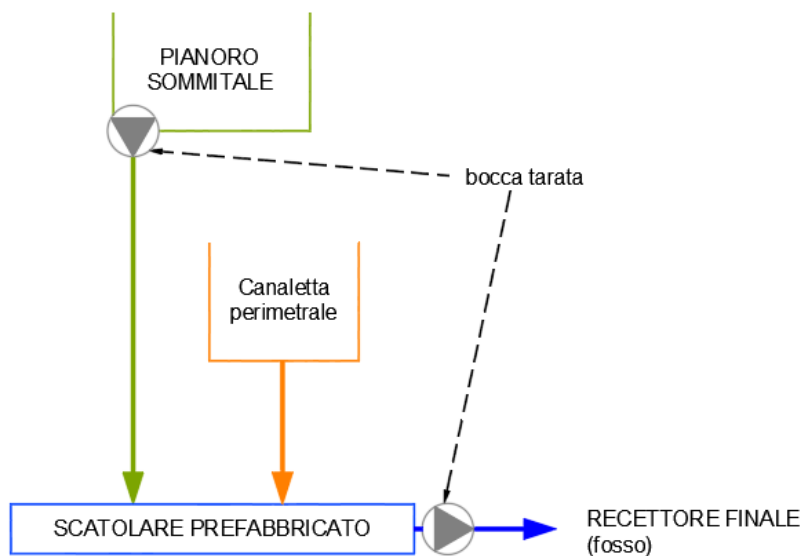 PIANORO
SOMMITALE
bocca tarata
Canaletta
perimetrale
SCATOLARE PREFABBRICATO
RECETTORE FINALE
(fosso)